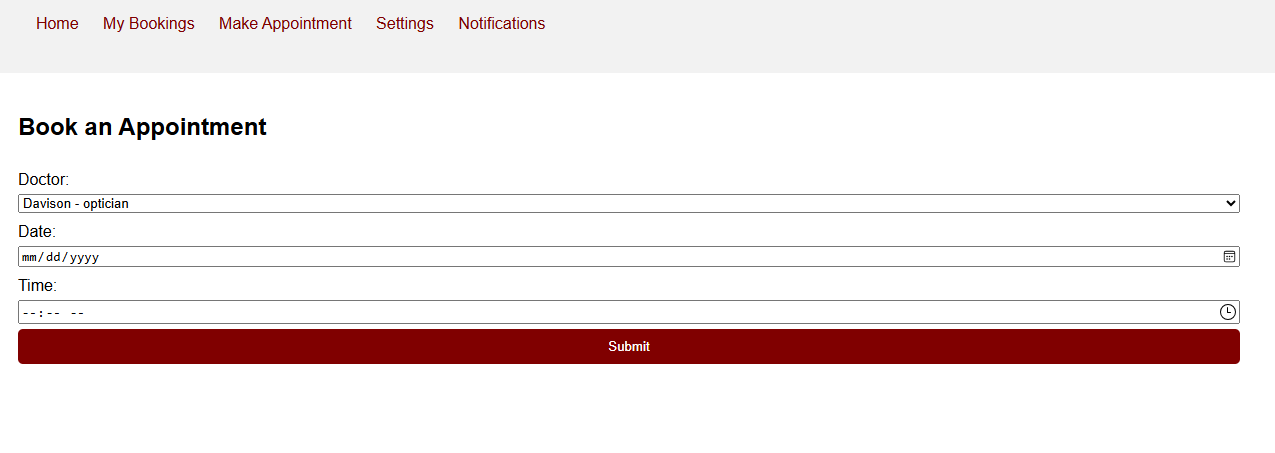 Home My Bookings Make Appointment Settings Notifications
Book an Appointment
Doctor:
Davison - optician
Date:
mm/dd/yyyy
Time:
--:-- --
Submit